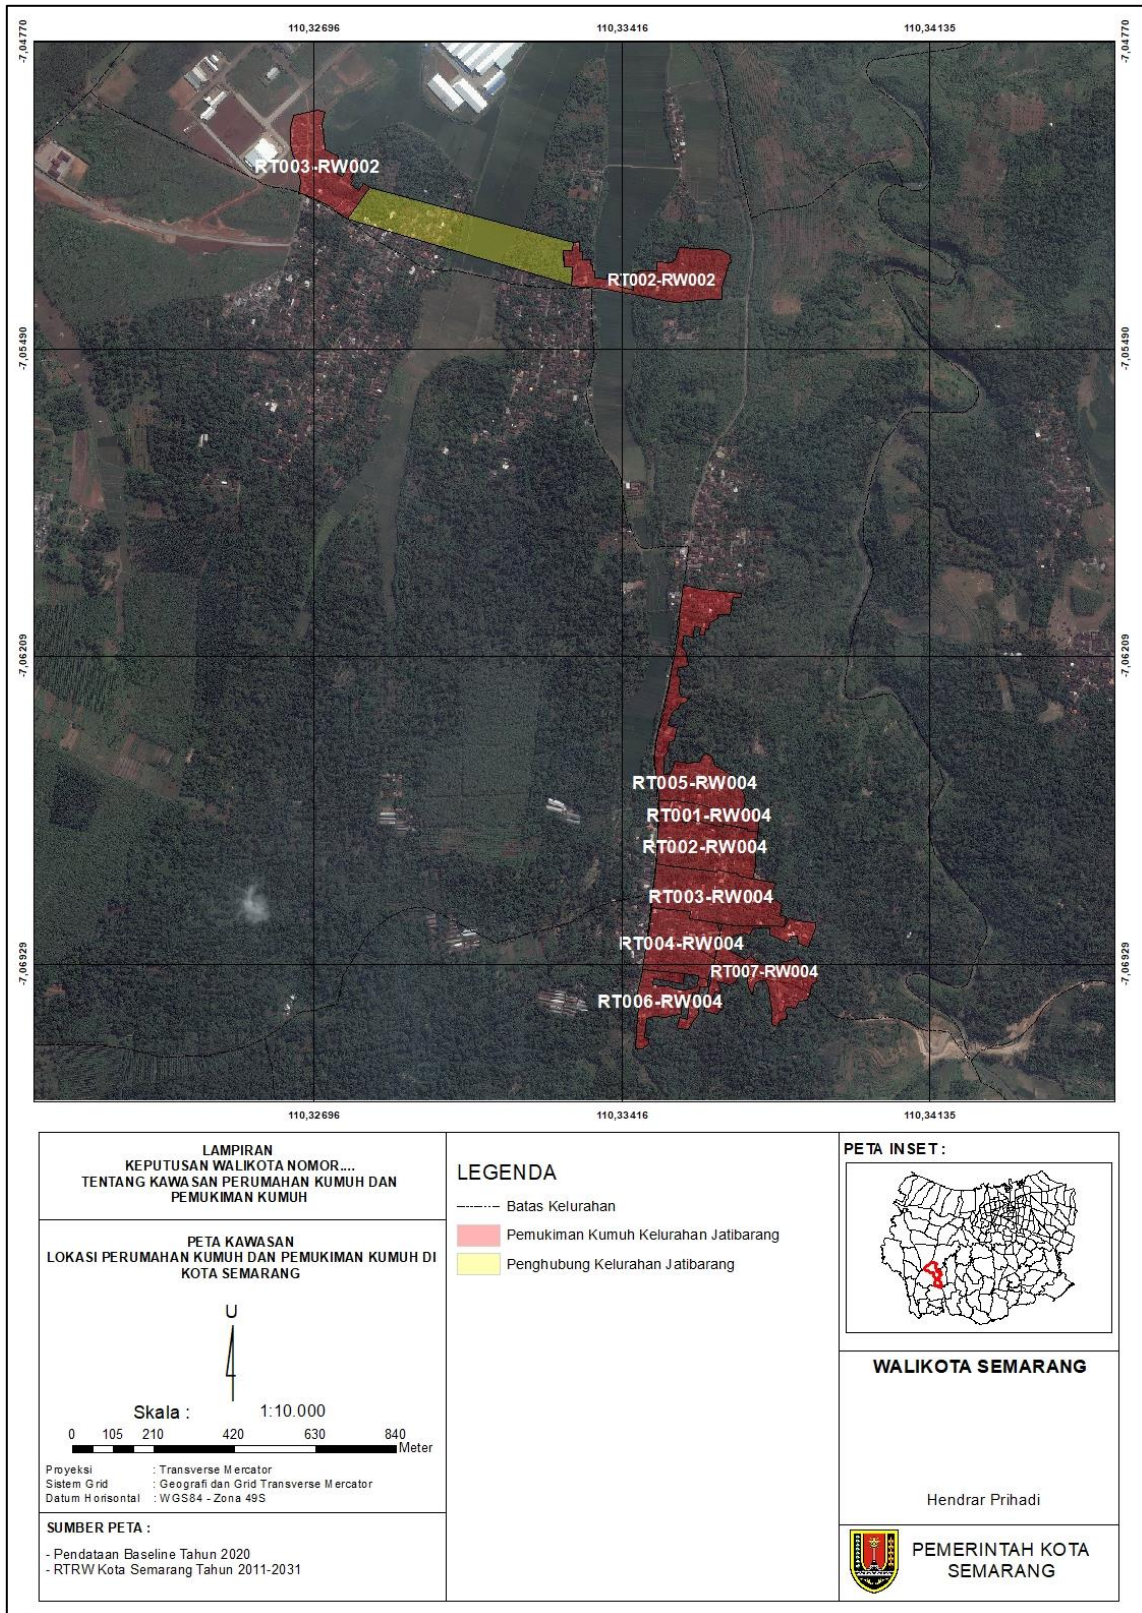 110,32696
110,33416
110,34135
-7,04770
-7,04770
RT003-RW002
RT002-RW002
-7,05490
-7,05490
-7,06209
-7,06209
RT005-RW004
RT001-RW004
RT002-RW004
RT003-RW004
RT004-RW004
-7,06929
-7,06929
RT007-RW004
RT006-RW004
110,32696
110,33416
110,34135
LAMPIRAN
KEPUTUSAN WALIKOTA NOMOR....
TENTANG KAWASAN PERUMAHAN KUMUH DAN
PEMUKIMAN KUMUH
PETA KAWASAN
LOKASI PERUMAHAN KUMUH DAN PEMUKIMAN KUMUH DI
KOTA SEMARANG
U
Skala : 1:10.000
0 105 210 420 630 840
Meter
Proyeksi : Transverse Mercator
Sistem Grid : Geografi dan Grid Transverse Mercator
Datum Horisontal : WGS84 - Zona 49S
SUMBER PETA :
- Pendataan Baseline Tahun 2020
- RTRW Kota Semarang Tahun 2011-2031
LEGENDA
Batas Kelurahan
Pemukiman Kumuh Kelurahan Jatibarang
Penghubung Kelurahan Jatibarang
PETA INSET :
WALIKOTA SEMARANG
Hendrar Prihadi
PEMERINTAH KOTA
SEMARANG